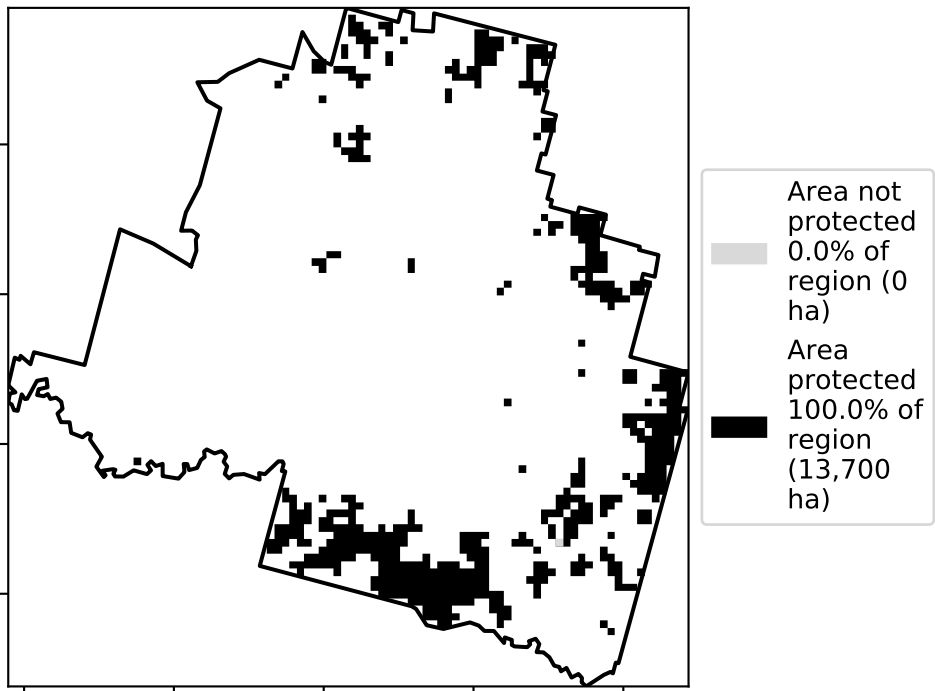 Area not
protected
0.0% of
region (0
ha)
Area
protected
100.0% of
region
(13,700
ha)